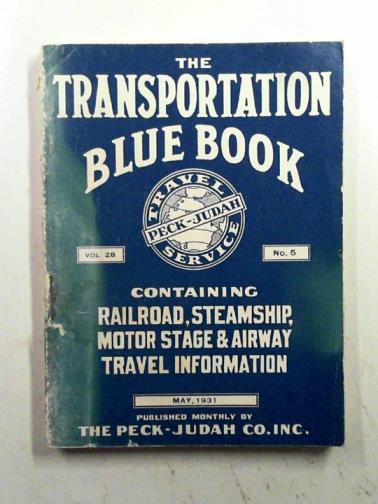 THE
TRANSPORTATION
BLUE BOOK
TRAVEL
PECK-JUDAH
SERVICE
VOL 28
No. 5
CONTAINING
RAILROAD, STEAMSHIP,
MOTOR STAGE & AIRWAY
TRAVEL INFORMATION
MAY, 1931
PUBLISHED MONTHLY BY
THE PECK-JUDAH CO. INC.